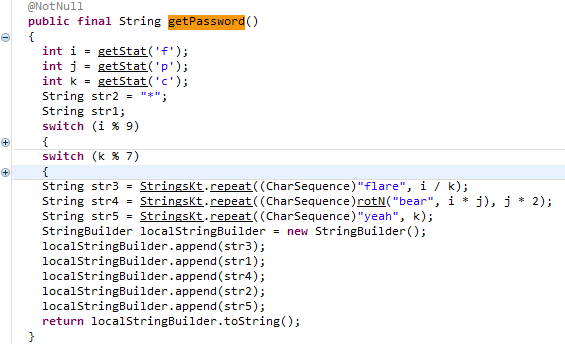 @NotNull
public final String getPassword()
{
int i = getStat('f');
int j = getStat('p');
int k = getStat('c');
String str2 = "*";
String str1;
switch (i % 9)
{
switch (k % 7)
{
String str3 = StringsKt.repeat((CharSequence)"flare", i / k);
String str4 = StringsKt.repeat((CharSequence)rotN("bear", i * j), j * 2);
String str5 = StringsKt.repeat((CharSequence)"yeah", k);
StringBuilder localStringBuilder = new StringBuilder();
localStringBuilder.append(str3);
localStringBuilder.append(str1);
localStringBuilder.append(str4);
localStringBuilder.append(str2);
localStringBuilder.append(str5);
return localStringBuilder.toString();
}